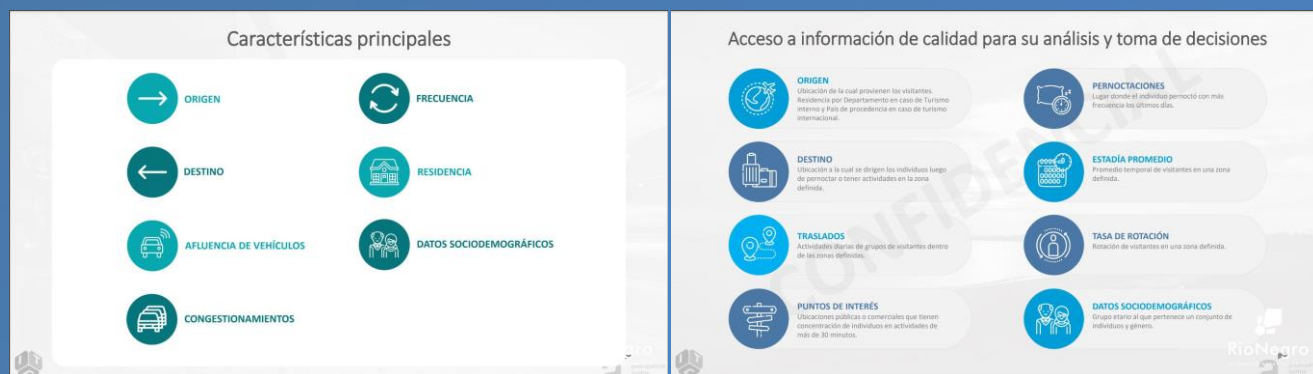 Características principales
ORIGEN
FRECUENCIA
DESTINO
RESIDENCIA
AFLUENCIA DE VEHÍCULOS
DATOS SOCIODEMOGRÁFICOS
CONGESTIONAMIENTOS
Acceso a información de calidad para su análisis y toma de decisiones
ORIGEN
Ubicación de la cual provienen los visitantes.
Residencia por Departamento en caso de Turismo
interno y País de procedencia en caso de turismo
internacional.
PERNOCTACIONES
Lugar donde el individuo pernoctó con más
frecuencia los últimos días.
DESTINO
Ubicación a la cual se dirigen los individuos luego
de pernoctar o tener actividades en la zona
definida.
ESTADÍA PROMEDIO
Promedio temporal de visitantes en una zona
definida.
TRASLADOS
Actividades diarias de grupos de visitantes dentro
de las zonas definidas.
TASA DE ROTACIÓN
Rotación de visitantes en una zona definida.
PUNTOS DE INTERÉS
Ubicaciones públicas o comerciales que tienen
concentración de individuos en actividades de
más de 30 minutos.
DATOS SOCIODEMOGRÁFICOS
Grupo etario al que pertenece un conjunto de
individuos y género.
CONFIDENCIAL
RioNegro